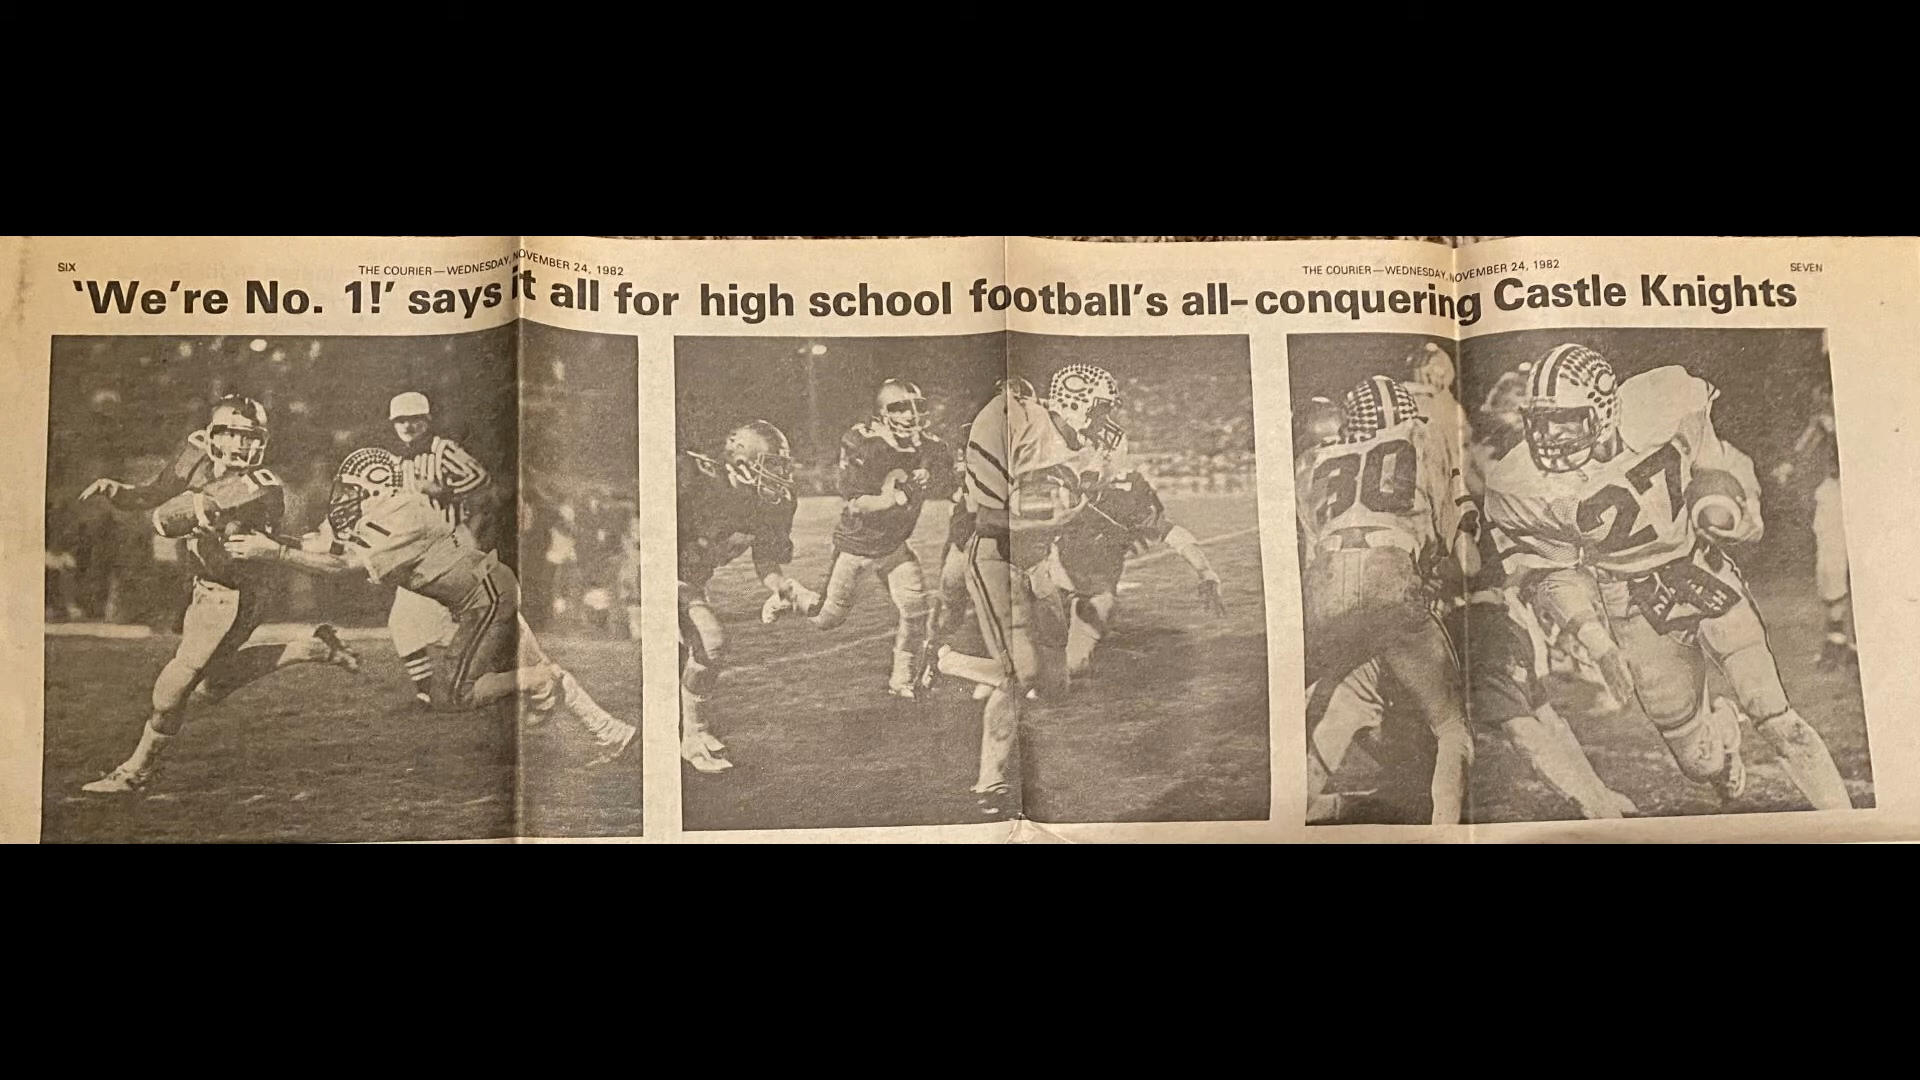 SIX
THE COURIER—WEDNESDAY, NOVEMBER 24, 1982
THE COURIER—WEDNESDAY, NOVEMBER 24, 1982
SEVEN
'We're No. 1!' says it all for high school football's all-conquering Castle Knights
10
C
C
30
C
27